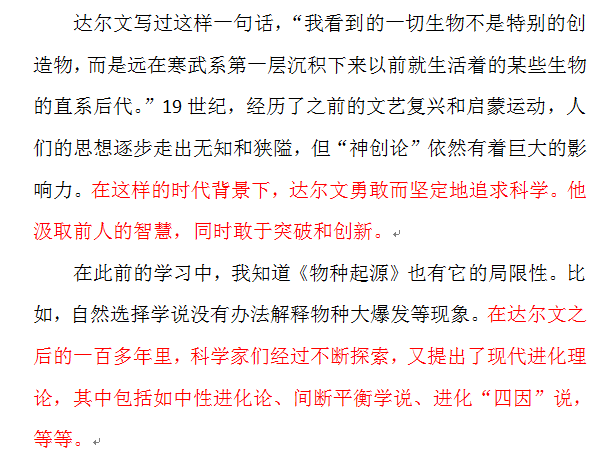 达尔文写过这样一句话，“我看到的一切生物不是特别的创
造物，而是远在寒武系第一层沉积下来以前就生活着的某些生物
的直系后代。”19 世纪，经历了之前的文艺复兴和启蒙运动，人
们的思想逐步走出无知和狭隘，但“神创论”依然有着巨大的影
响力。在这样的时代背景下，达尔文勇敢而坚定地追求科学。他
汲取前人的智慧，同时敢于突破和创新。
在此前的学习中，我知道《物种起源》也有它的局限性。比
如，自然选择学说没有办法解释物种大爆发等现象。在达尔文之
后的一百多年里，科学家们经过不断探索，又提出了现代进化理
论，其中包括如中性进化论、间断平衡学说、进化“四因”说，
等等。